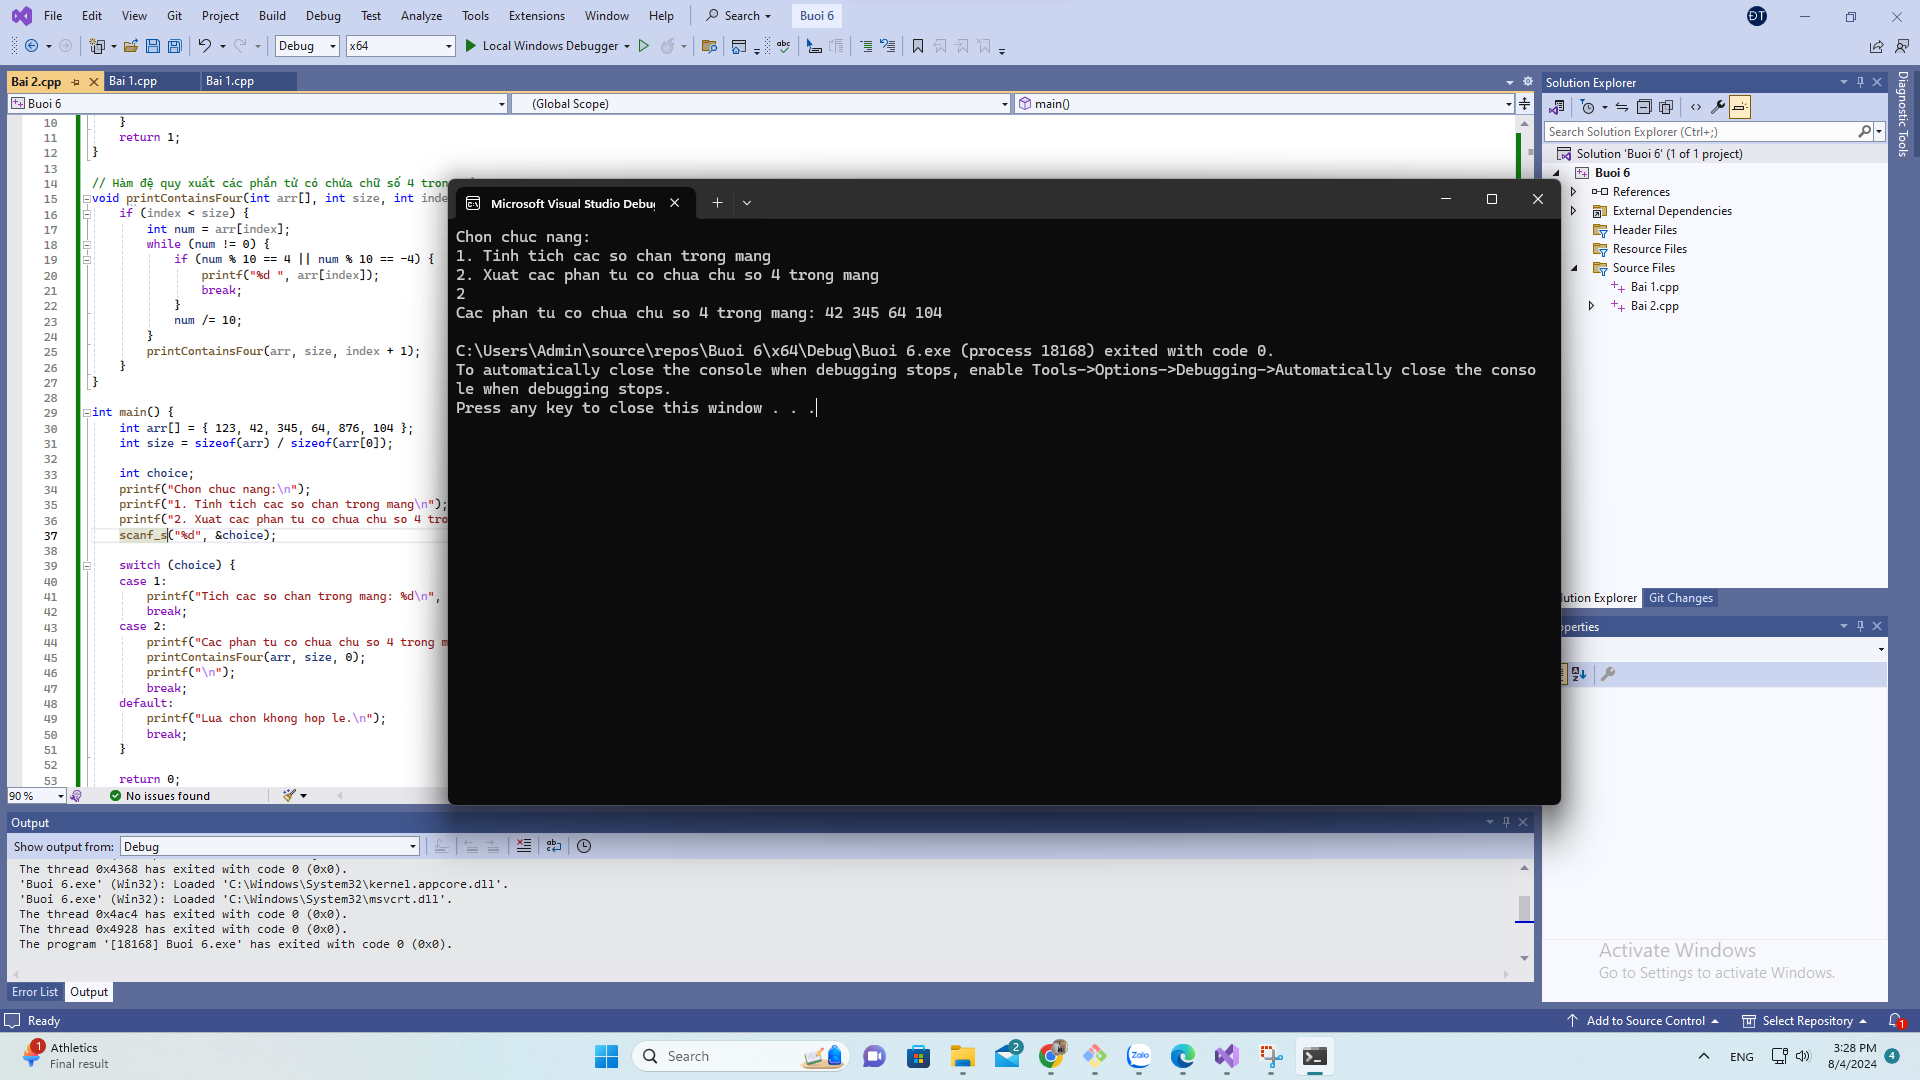 File Edit View Git Project Build Debug Test Analyze Tools Extensions Window Help Search Buoi 6 ĐT
Debug x64 Local Windows Debugger
Bai 2.cpp Bai 1.cpp Bai 1.cpp
Buoi 6 (Global Scope) main()
10 }
11 return 1;
12 }
13
14 // Hàm đệ quy xuất các phần tử có chứa chữ số 4 tron
15 void printContainsFour(int arr[], int size, int inde
16 if (index < size) {
17 int num = arr[index];
18 while (num != 0) {
19 if (num % 10 == 4 || num % 10 == -4) {
20 printf("%d ", arr[index]);
21 break;
22 }
23 num /= 10;
24 }
25 printContainsFour(arr, size, index + 1);
26 }
27 }
28
29 int main() {
30 int arr[] = { 123, 42, 345, 64, 876, 104 };
31 int size = sizeof(arr) / sizeof(arr[0]);
32
33 int choice;
34 printf("Chon chuc nang:\n");
35 printf("1. Tinh tich cac so chan trong mang\n");
36 printf("2. Xuat cac phan tu co chua chu so 4 tro
37 scanf_s("%d", &choice);
38
39 switch (choice) {
40 case 1:
41 printf("Tich cac so chan trong mang: %d\n",
42 break;
43 case 2:
44 printf("Cac phan tu co chua chu so 4 trong m
45 printContainsFour(arr, size, 0);
46 printf("\n");
47 break;
48 default:
49 printf("Lua chon khong hop le.\n");
50 break;
51 }
52
53 return 0;
90 % No issues found
Microsoft Visual Studio Debug
Chon chuc nang:
1. Tinh tich cac so chan trong mang
2. Xuat cac phan tu co chua chu so 4 trong mang
2
Cac phan tu co chua chu so 4 trong mang: 42 345 64 104
C:\Users\Admin\source\repos\Buoi 6\x64\Debug\Buoi 6.exe (process 18168) exited with code 0.
To automatically close the console when debugging stops, enable Tools->Options->Debugging->Automatically close the conso
le when debugging stops.
Press any key to close this window . . .
Solution Explorer
Search Solution Explorer (Ctrl+;)
Solution 'Buoi 6' (1 of 1 project)
Buoi 6
References
External Dependencies
Header Files
Resource Files
Source Files
Bai 1.cpp
Bai 2.cpp
lution Explorer Git Changes
operties
Diagnostic Tools
Output
Show output from: Debug
The thread 0x4368 has exited with code 0 (0x0).
'Buoi 6.exe' (Win32): Loaded 'C:\Windows\System32\kernel.appcore.dll'.
'Buoi 6.exe' (Win32): Loaded 'C:\Windows\System32\msvcrt.dll'.
The thread 0x4ac4 has exited with code 0 (0x0).
The thread 0x4928 has exited with code 0 (0x0).
The program '[18168] Buoi 6.exe' has exited with code 0 (0x0).
Activate Windows
Go to Settings to activate Windows.
Error List Output
Ready Add to Source Control Select Repository 1
1 Athletics
Final result
Search 2 Zalo
ENG 3:28 PM 4
8/4/2024